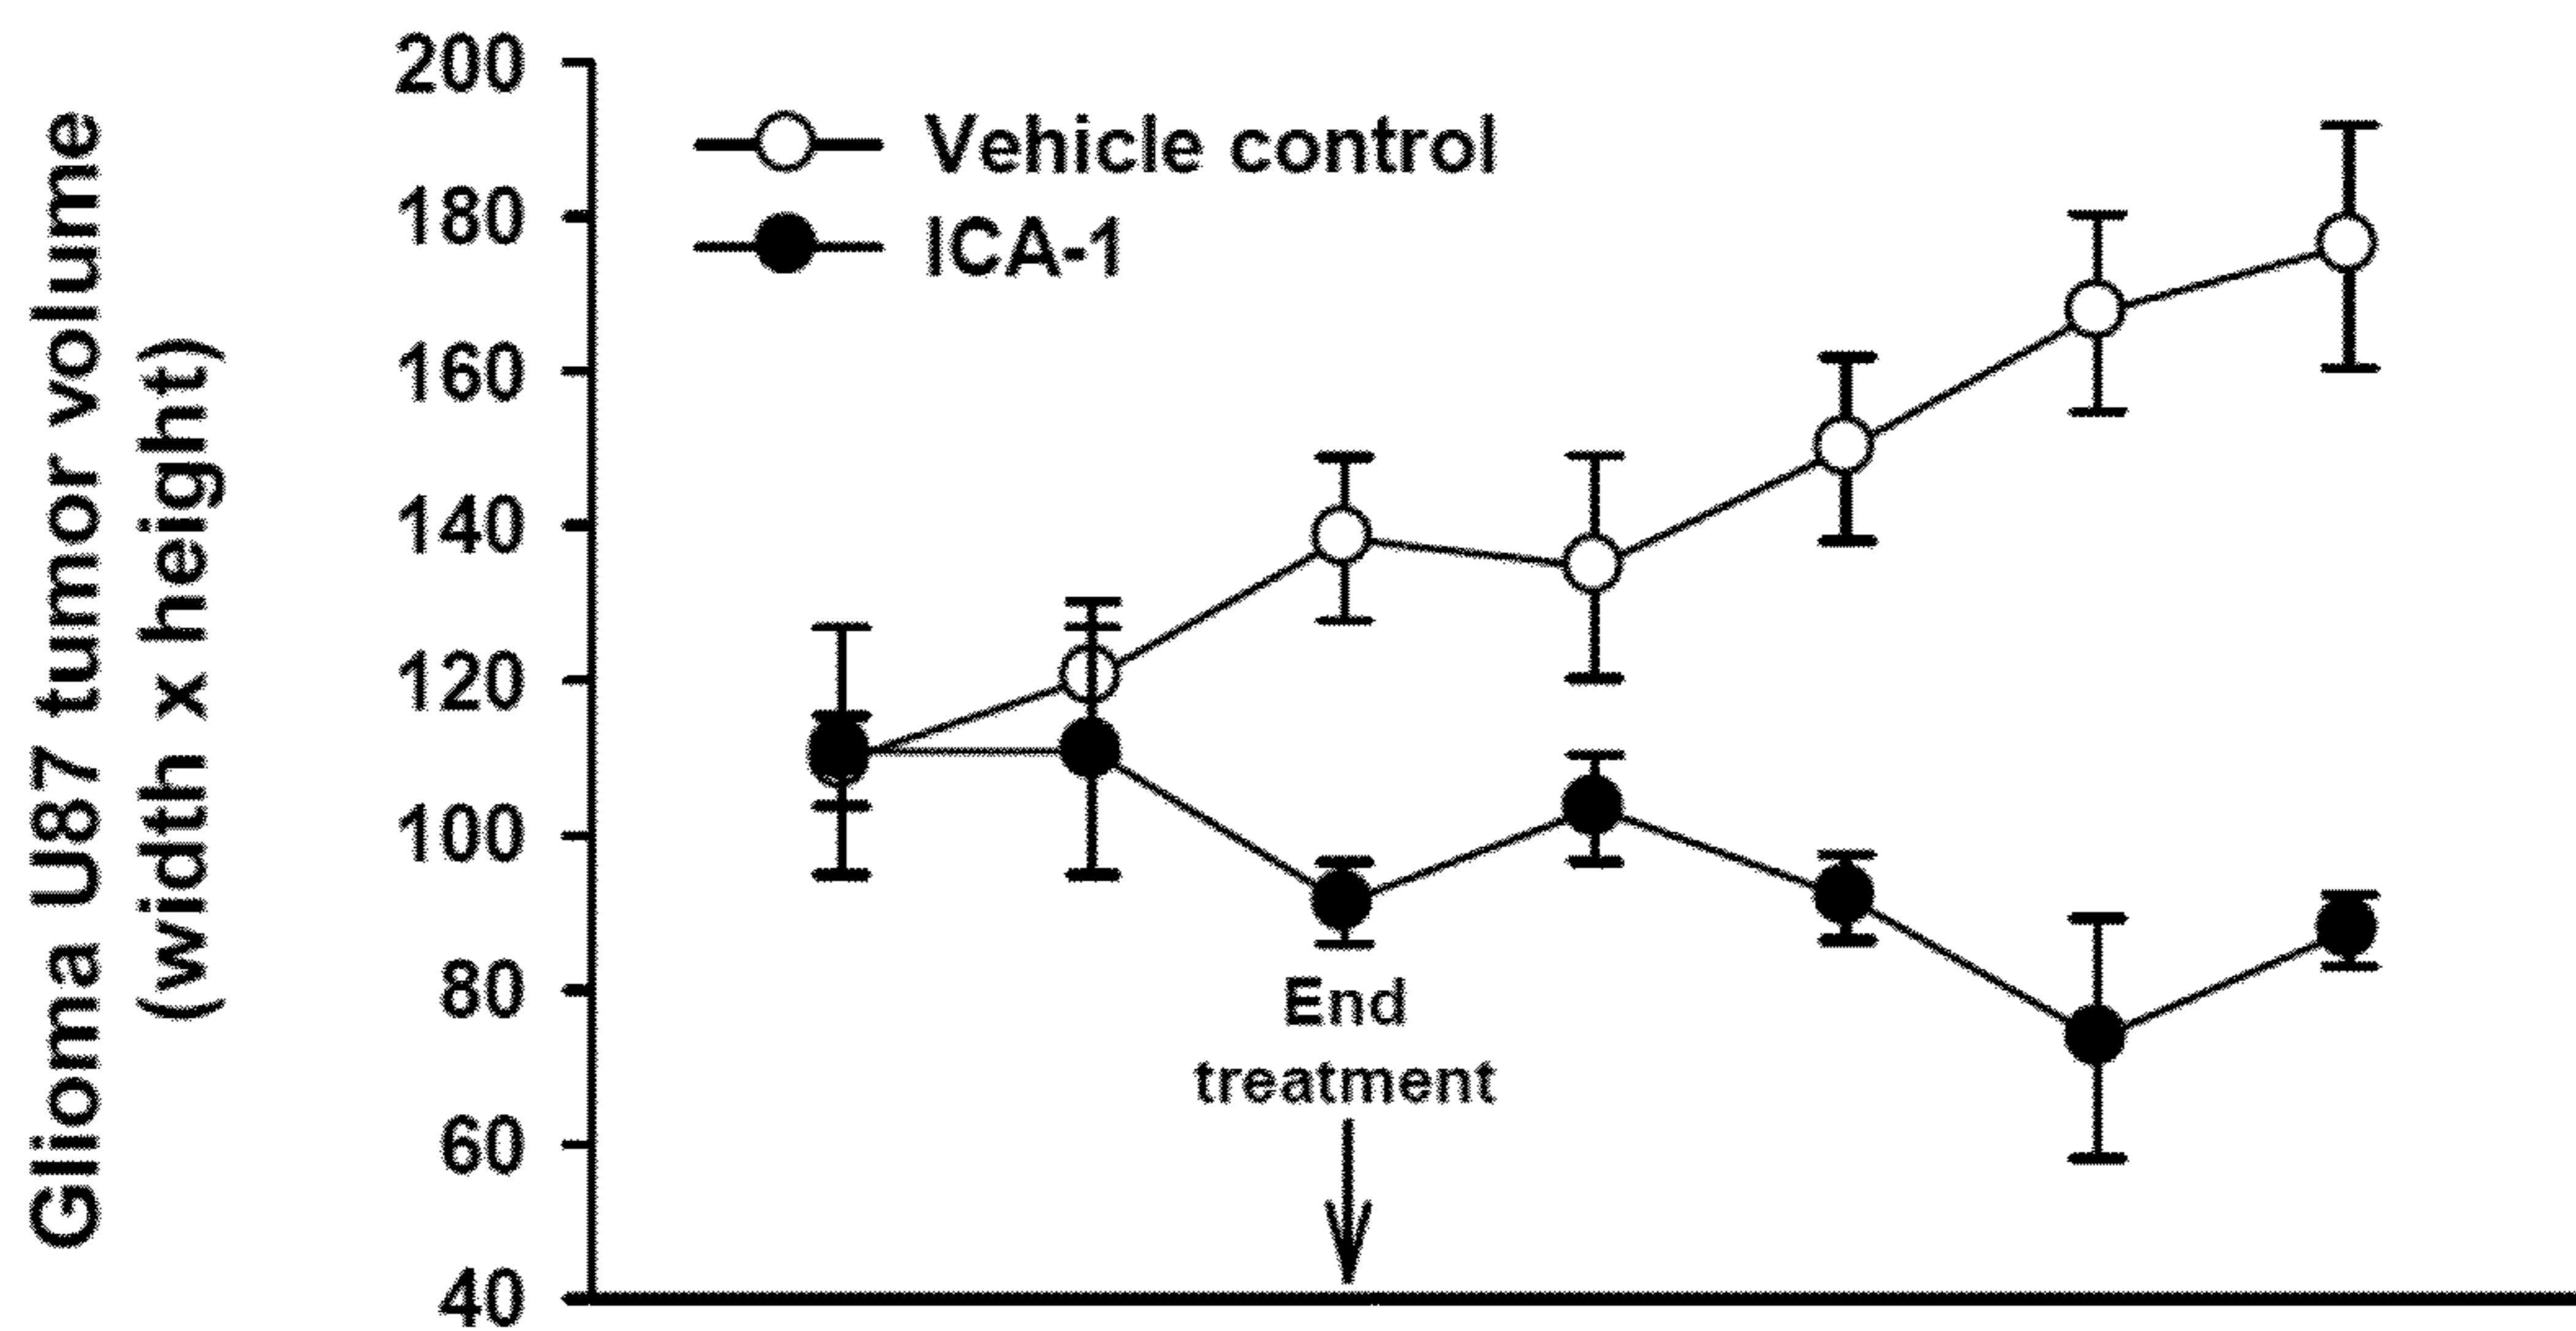 Glioma U87 tumor volume
(width x height)
200
180
160
140
120
100
80
60
40
Vehicle control
ICA-1
End
treatment